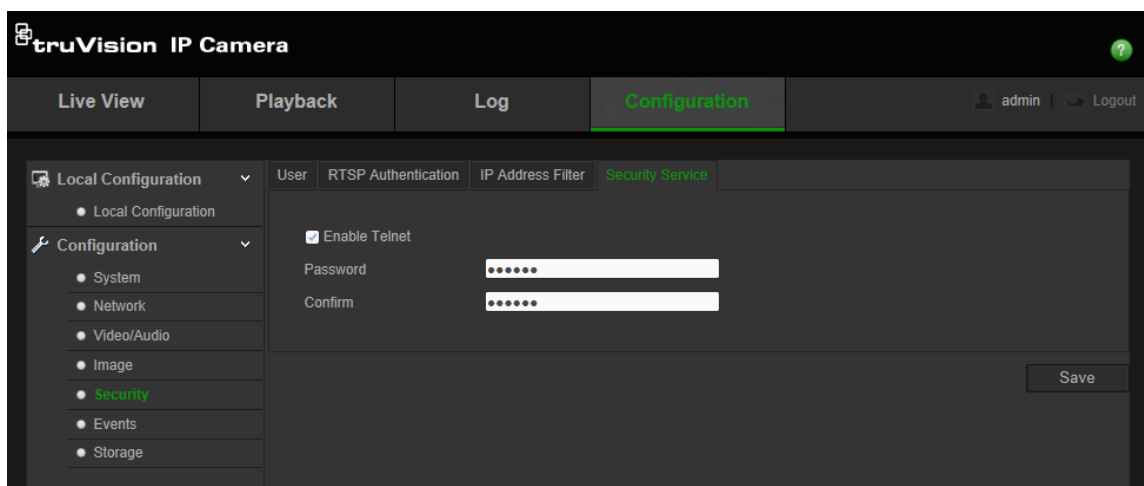 truVision IP Camera
?
Live View
Playback
Log
Configuration
admin | Logout
Local Configuration
Local Configuration
Configuration
System
Network
Video/Audio
Image
Security
Events
Storage
User
RTSP Authentication
IP Address Filter
Security Service
Enable Telnet
Password ••••••
Confirm ••••••
Save